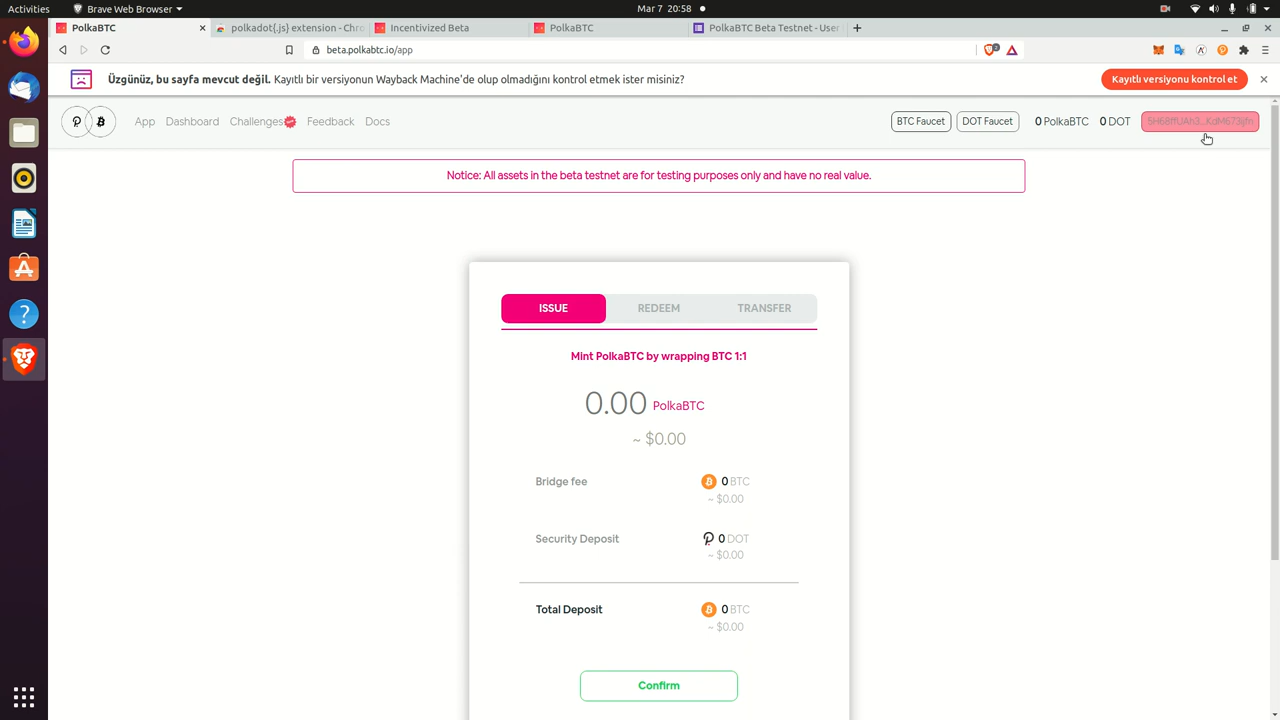 Activities
Brave Web Browser
Mar 7 20:58
PolkaBTC
polkadot{.js} extension - Chro
Incentivized Beta
PolkaBTC
PolkaBTC Beta Testnet - User
beta.polkabtc.io/app
2
Üzgünüz, bu sayfa mevcut değil. Kayıtlı bir versiyonun Wayback Machine'de olup olmadığını kontrol etmek ister misiniz?
Kayıtlı versiyonu kontrol et
App
Dashboard
Challenges
Feedback
Docs
BTC Faucet
DOT Faucet
0 PolkaBTC
0 DOT
Notice: All assets in the beta testnet are for testing purposes only and have no real value.
ISSUE
REDEEM
TRANSFER
Mint PolkaBTC by wrapping BTC 1:1
0.00 PolkaBTC
~ $0.00
Bridge fee
0 BTC
~ $0.00
Security Deposit
0 DOT
~ $0.00
Total Deposit
0 BTC
~ $0.00
Confirm